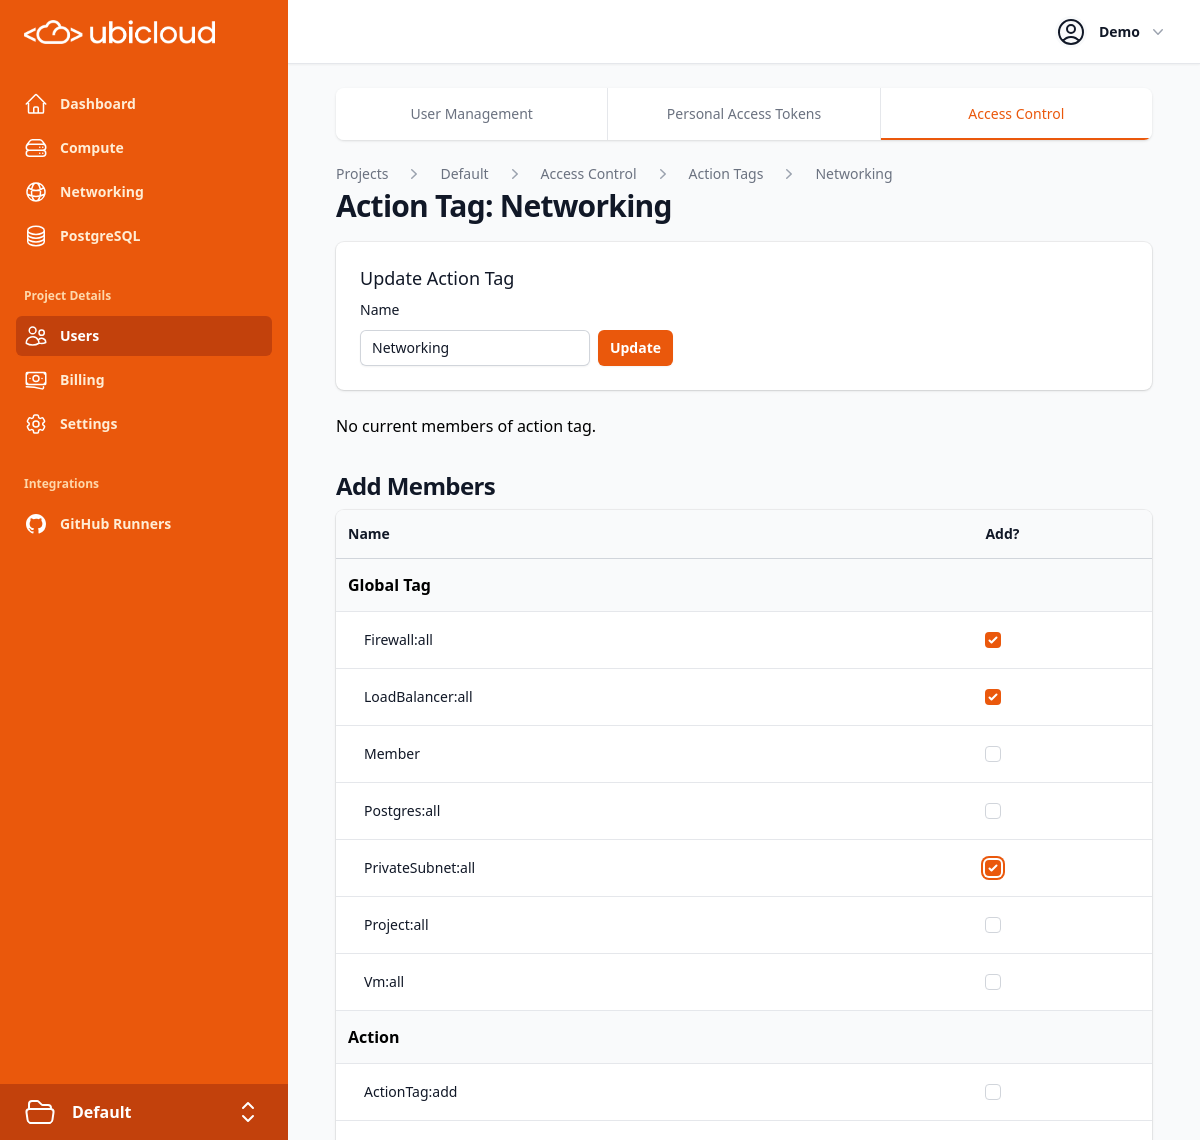 ubicloud
Demo
Dashboard
Compute
Networking
PostgreSQL
Project Details
Users
Billing
Settings
Integrations
GitHub Runners
Default
User Management
Personal Access Tokens
Access Control
Projects > Default > Access Control > Action Tags > Networking
Action Tag: Networking
Update Action Tag
Name
Networking
Update
No current members of action tag.
Add Members
Name Add?
Global Tag
Firewall:all
LoadBalancer:all
Member
Postgres:all
PrivateSubnet:all
Project:all
Vm:all
Action
ActionTag:add